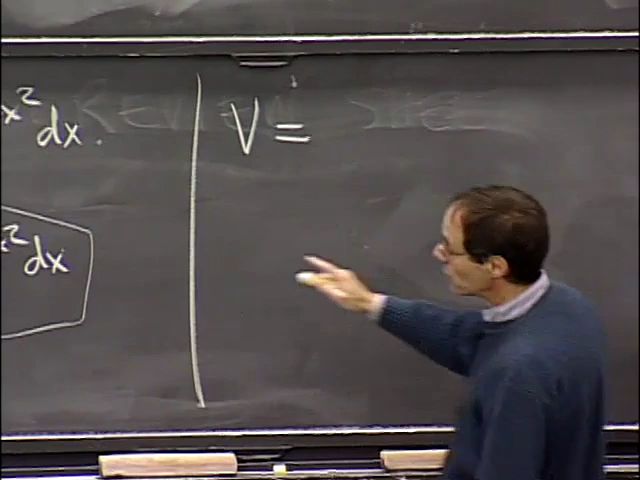 x² dx.
V =
x² dx